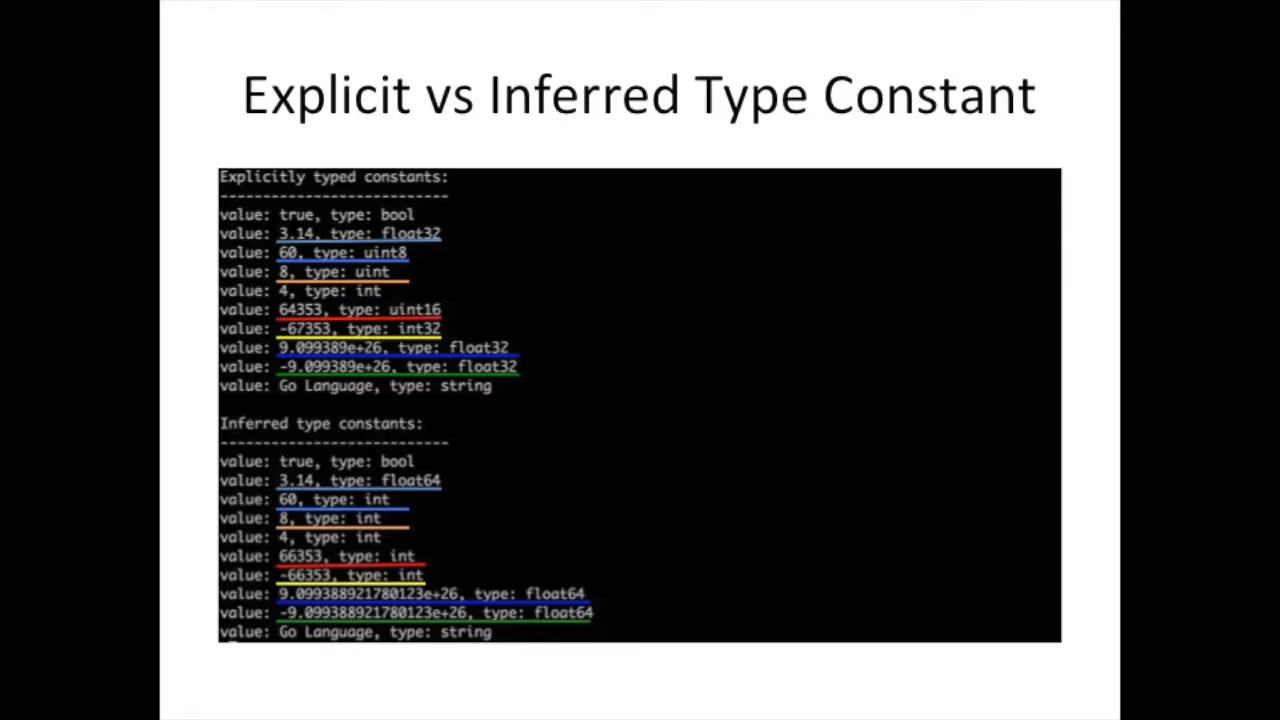 Explicit vs Inferred Type Constant
Explicitly typed constants:
---------------------------
value: true, type: bool
value: 3.14, type: float32
value: 60, type: uint8
value: 8, type: uint
value: 4, type: int
value: 64353, type: uint16
value: -67353, type: int32
value: 9.099389e+26, type: float32
value: -9.099389e+26, type: float32
value: Go Language, type: string
Inferred type constants:
---------------------------
value: true, type: bool
value: 3.14, type: float64
value: 60, type: int
value: 8, type: int
value: 4, type: int
value: 66353, type: int
value: -66353, type: int
value: 9.099388921780123e+26, type: float64
value: -9.099388921780123e+26, type: float64
value: Go Language, type: string